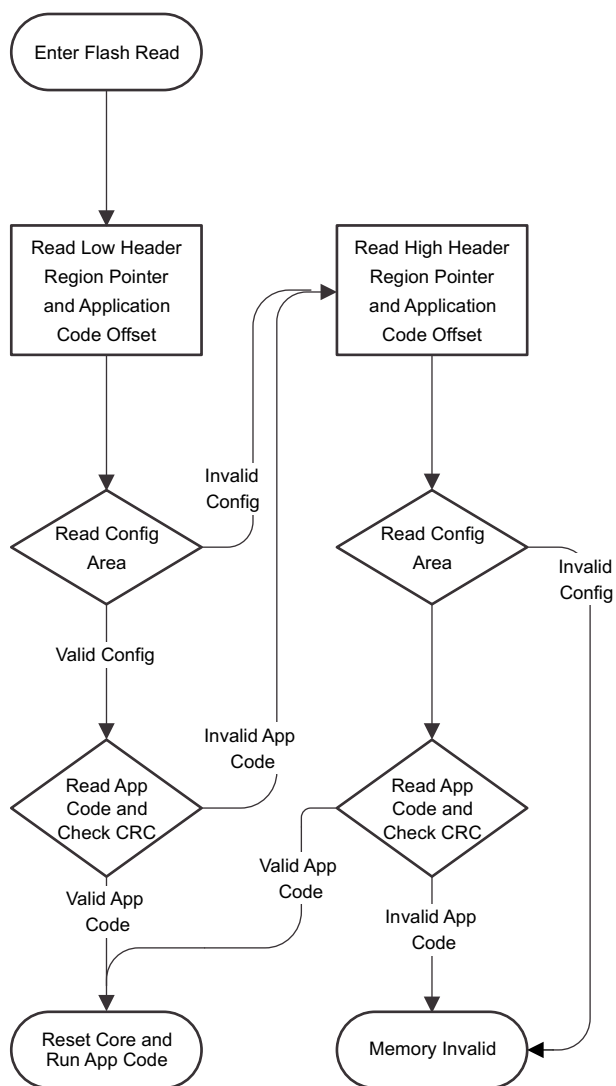 Enter Flash Read
Read Low Header
Region Pointer
and Application
Code Offset
Read High Header
Region Pointer
and Application
Code Offset
Invalid
Config
Read Config
Area
Read Config
Area
Invalid
Config
Valid Config
Invalid App
Code
Read App
Code and
Check CRC
Read App
Code and
Check CRC
Valid App
Code
Valid App
Code
Invalid App
Code
Reset Core and
Run App Code
Memory Invalid